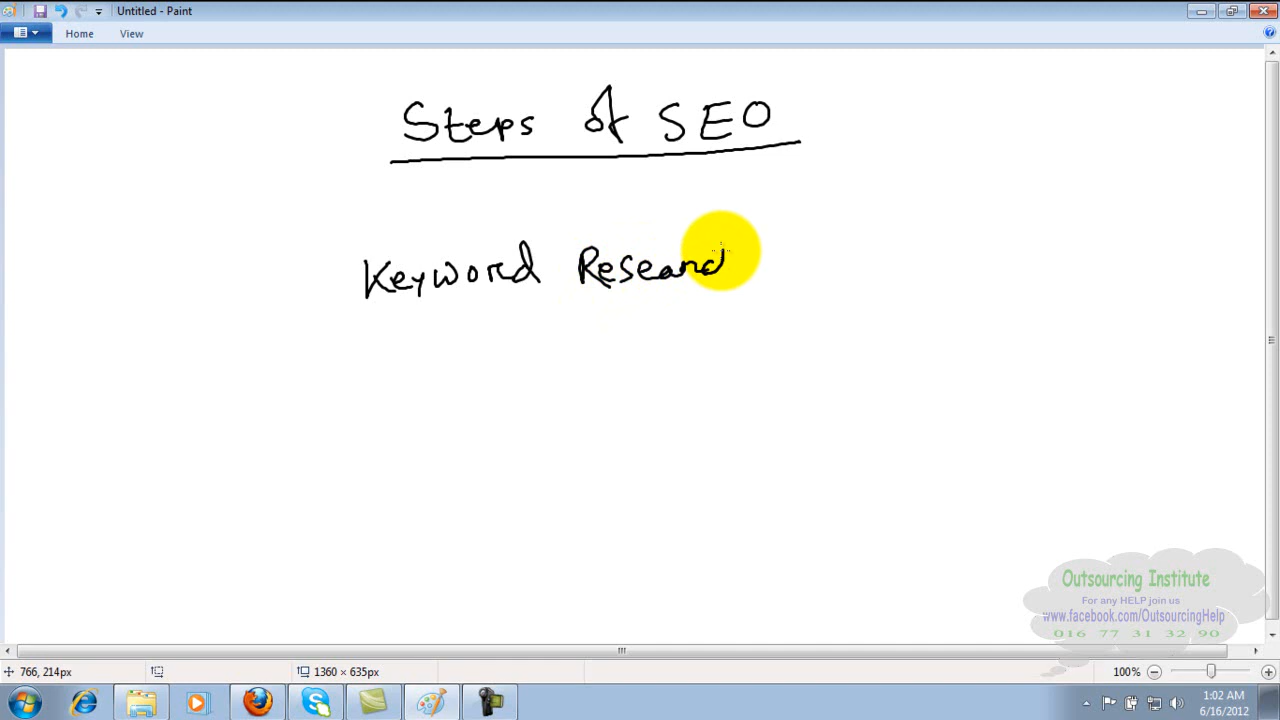 Untitled - Paint
Home View
Steps of SEO
Keyword Researd
Outsourcing Institute
For any HELP join us
www.facebook.com/OutsourcingHelp
016 77 31 32 90
766, 214px
1360 × 635px
100%
1:02 AM
6/16/2012